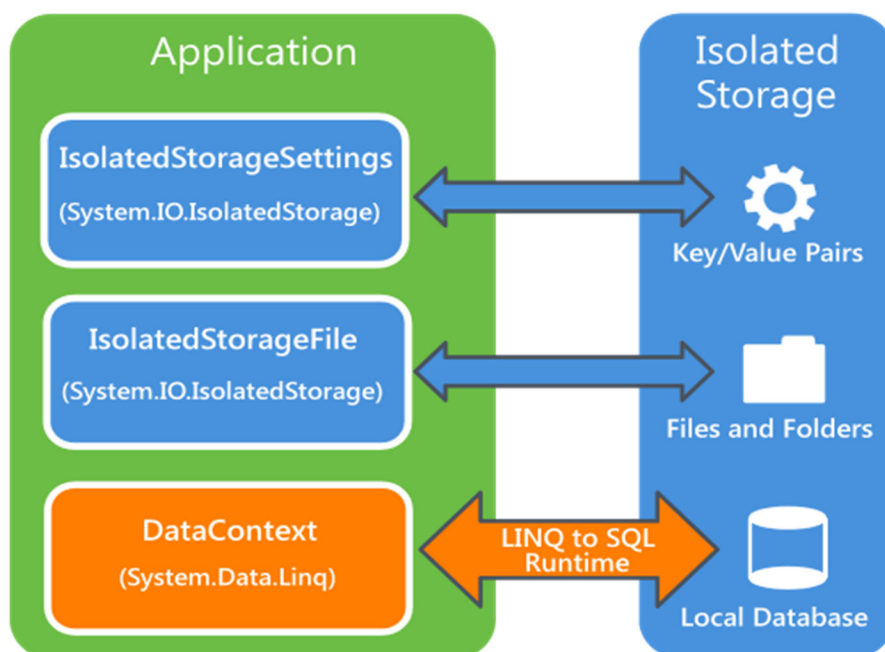 Application
IsolatedStorageSettings
(System.IO.IsolatedStorage)
IsolatedStorageFile
(System.IO.IsolatedStorage)
DataContext
(System.Data.Linq)
LINQ to SQL
Runtime
Isolated
Storage
Key/Value Pairs
Files and Folders
Local Database